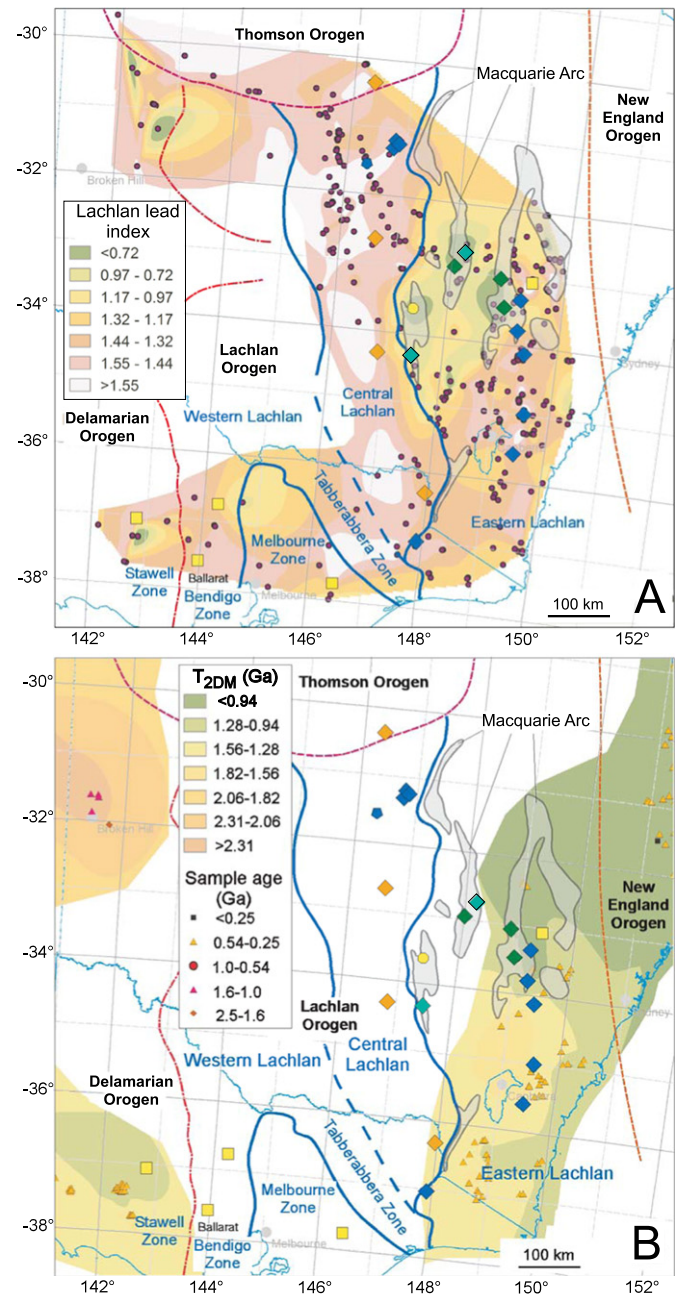 -30°
-32°
-34°
-36°
-38°
Thomson Orogen
Macquarie Arc
New
England
Orogen
Broken Hill
Lachlan lead
index
<0.72
0.97 - 0.72
1.17 - 0.97
1.32 - 1.17
1.44 - 1.32
1.55 - 1.44
>1.55
Sydney
Lachlan
Orogen
Central
Lachlan
Delamarian
Orogen
Western Lachlan
Tabberabbera Zone
Eastern Lachlan
Melbourne
Zone
Stawell
Zone
Ballarat
Bendigo
Zone
Melbourne
100 km
A
142°
144°
146°
148°
150°
152°
-30°
-32°
-34°
-36°
-38°
T2DM (Ga)
<0.94
1.28-0.94
1.56-1.28
1.82-1.56
2.06-1.82
2.31-2.06
>2.31
Sample age
(Ga)
<0.25
0.54-0.25
1.0-0.54
1.6-1.0
2.5-1.6
Thomson Orogen
Macquarie Arc
Broken Hill
New
England
Orogen
Sydney
Lachlan
Orogen
Central
Lachlan
Western Lachlan
Delamarian
Orogen
Tabberabbera Zone
Eastern Lachlan
Melbourne
Zone
Stawell
Zone
Ballarat
Bendigo
Zone
Melbourne
100 km
B
142°
144°
146°
148°
150°
152°